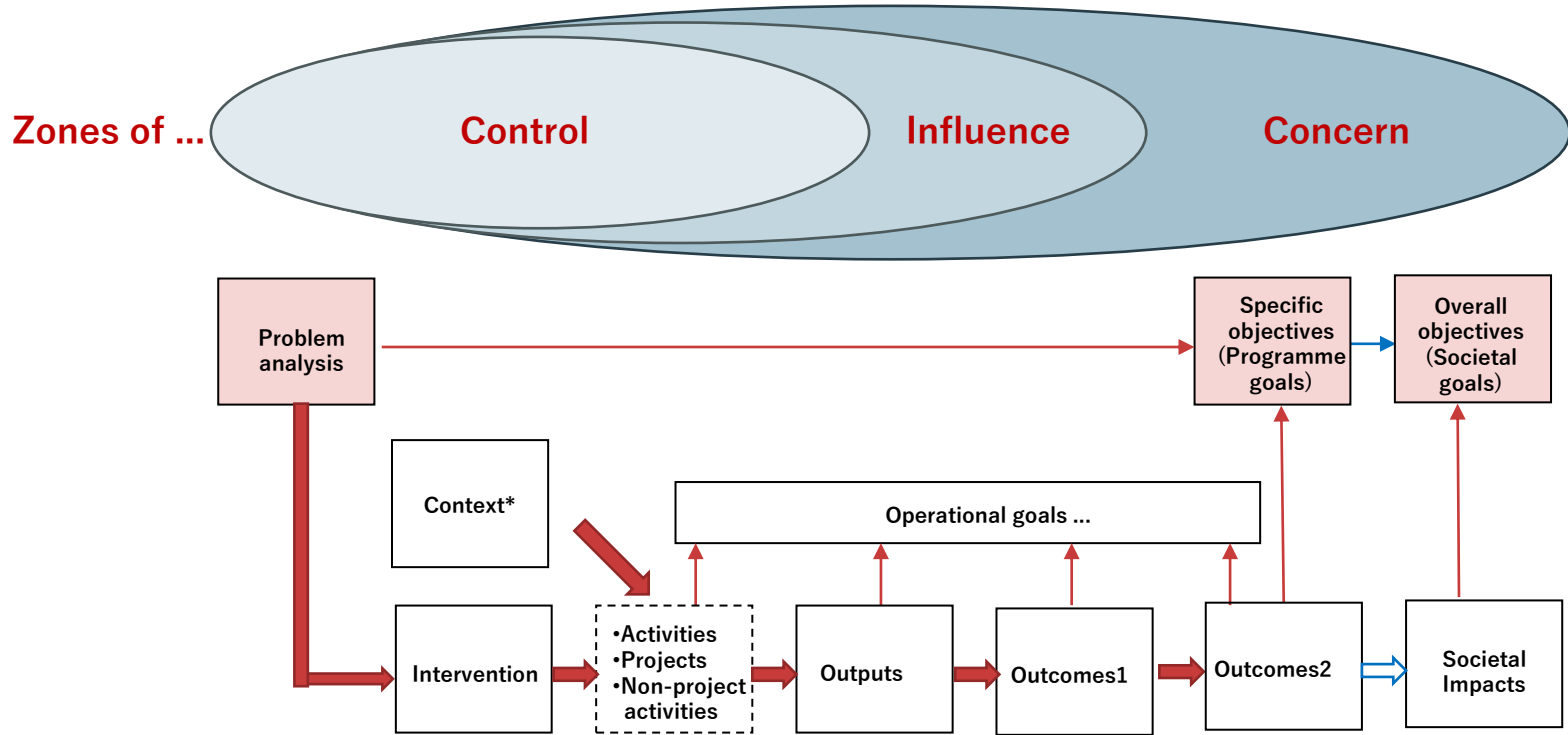 Zones of ...
Control
Influence
Concern
Problem
analysis
Specific
objectives
(Programme
goals)
Overall
objectives
(Societal
goals)
Context*
Operational goals ...
Intervention
•Activities
•Projects
•Non-project
activities
Outputs
Outcomes1
Outcomes2
Societal
Impacts